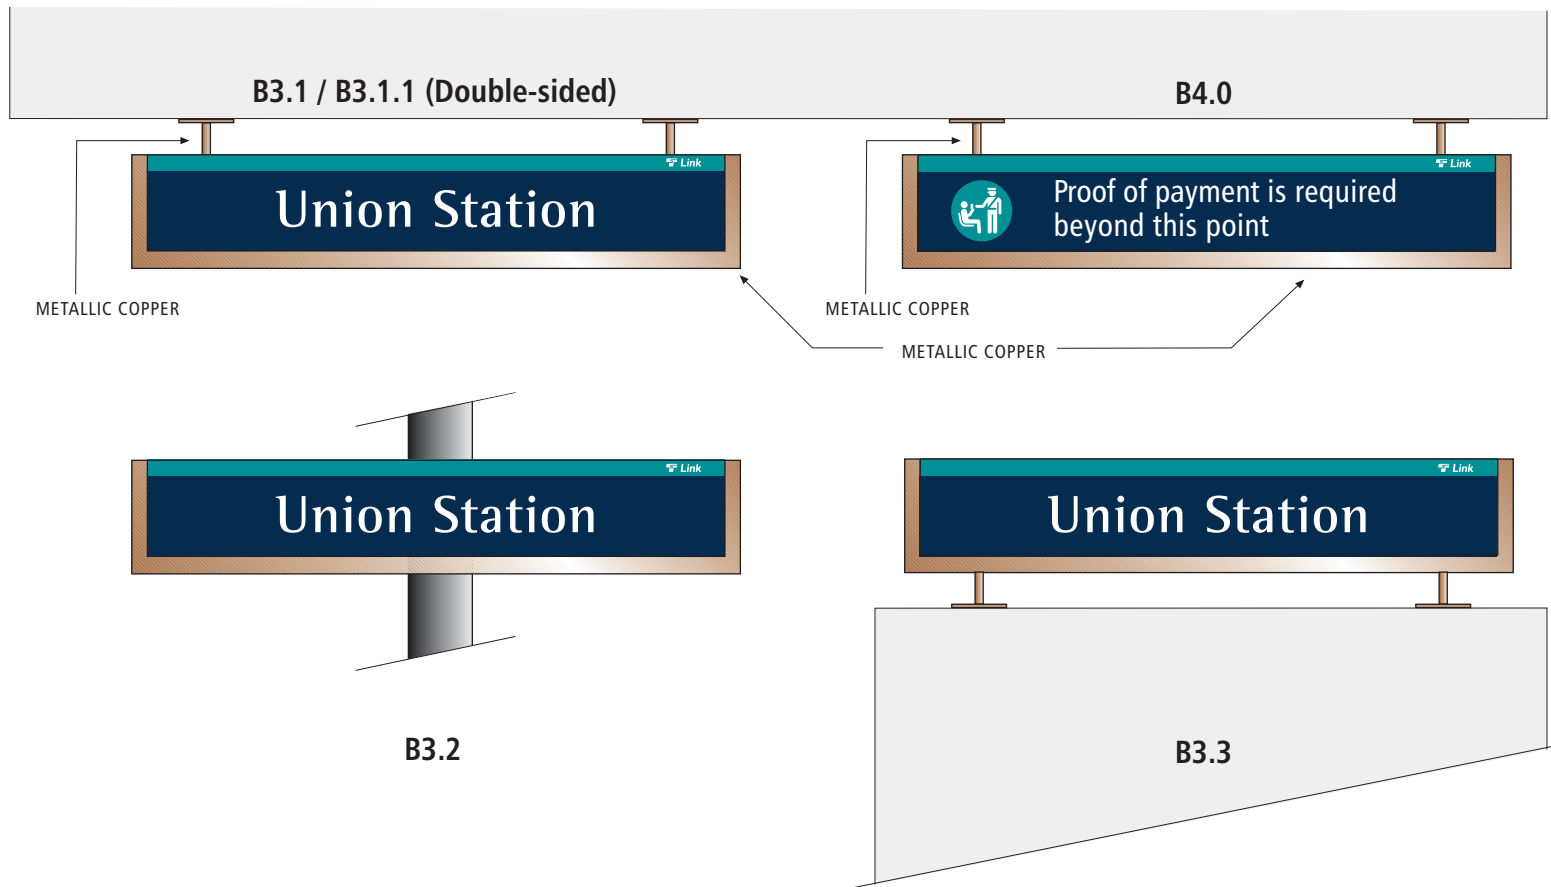 B3.1 / B3.1.1 (Double-sided)
B4.0
Link
Union Station
Link
Proof of payment is required
beyond this point
METALLIC COPPER
METALLIC COPPER
METALLIC COPPER
Link
Union Station
Link
Union Station
B3.2
B3.3